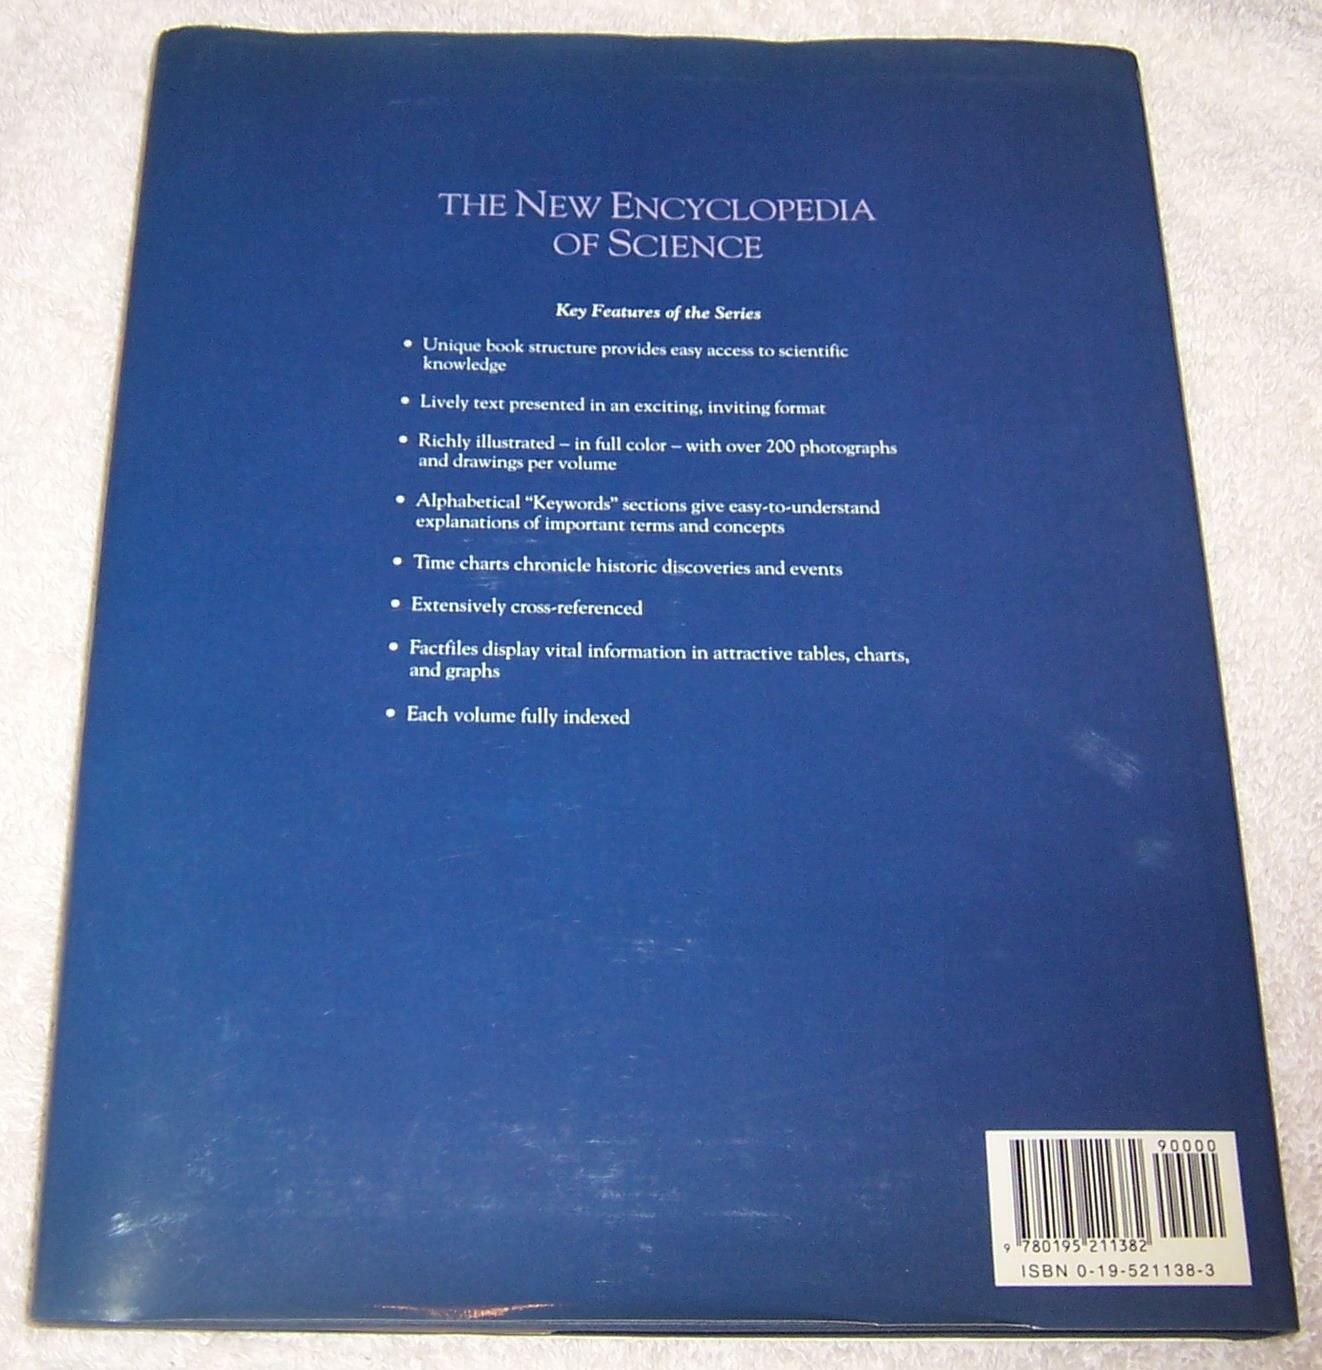 THE NEW ENCYCLOPEDIA
OF SCIENCE
Key Features of the Series
• Unique book structure provides easy access to scientific
knowledge
• Lively text presented in an exciting, inviting format
• Richly illustrated – in full color – with over 200 photographs
and drawings per volume
• Alphabetical “Keywords” sections give easy-to-understand
explanations of important terms and concepts
• Time charts chronicle historic discoveries and events
• Extensively cross-referenced
• Factfiles display vital information in attractive tables, charts,
and graphs
• Each volume fully indexed
90000
9 780195 211382
ISBN 0-19-521138-3